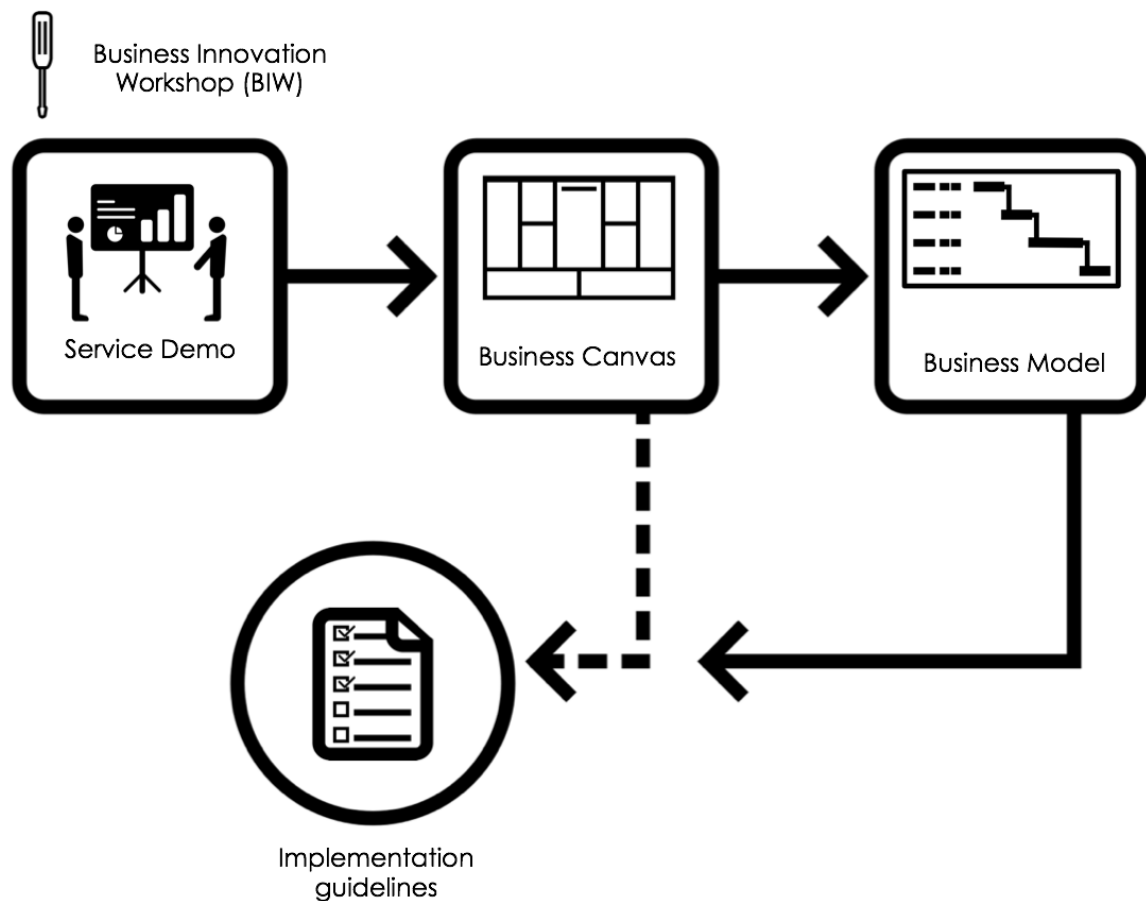 Business Innovation
Workshop (BIW)
Service Demo
Business Canvas
Business Model
Implementation
guidelines